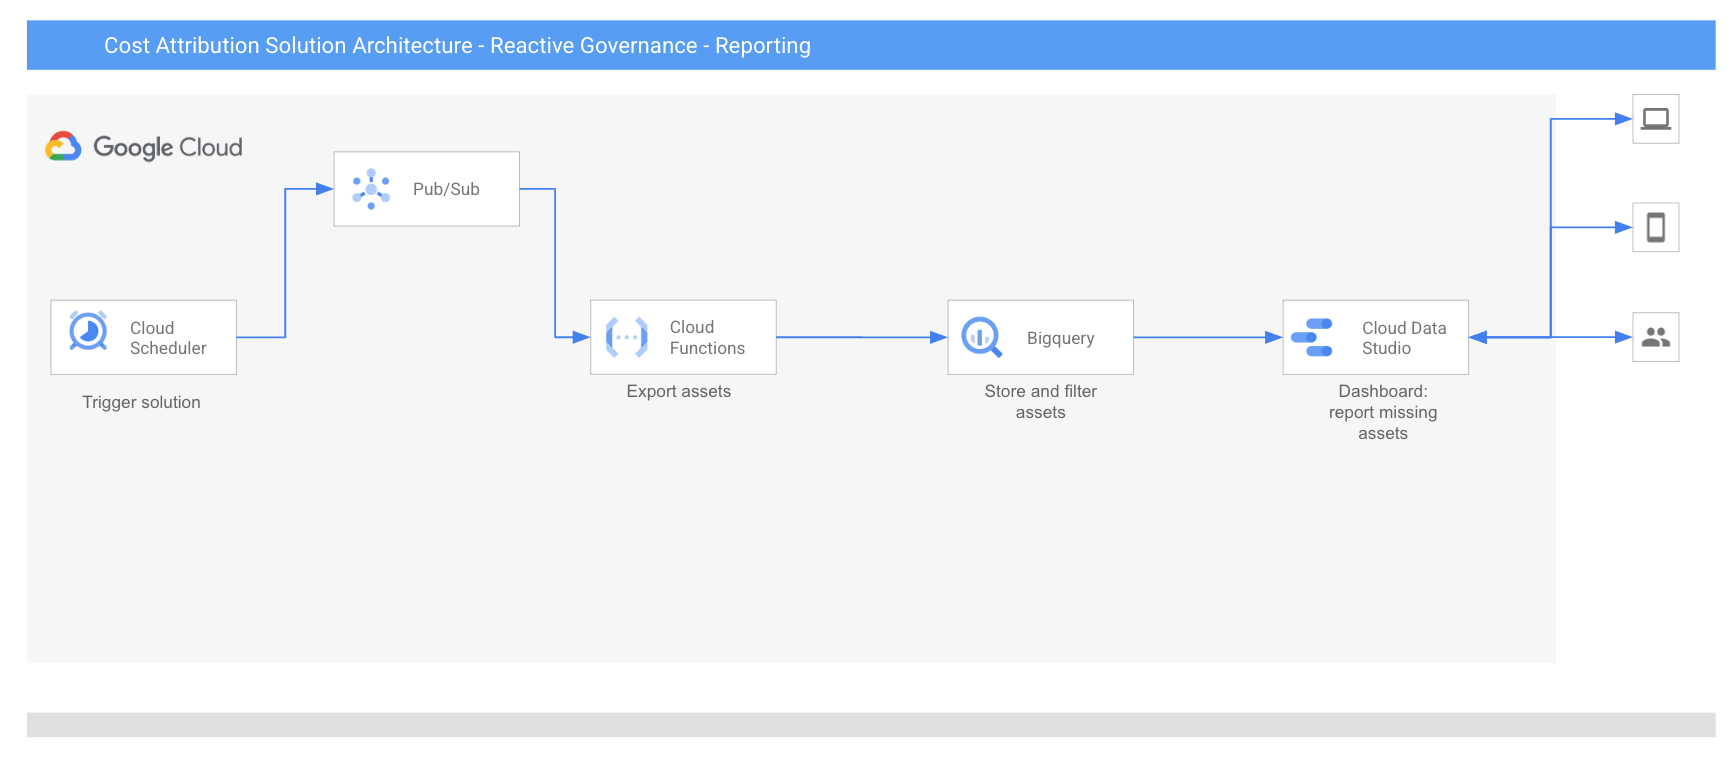 Cost Attribution Solution Architecture - Reactive Governance - Reporting
Google Cloud
Pub/Sub
Cloud
Scheduler
Trigger solution
Cloud
Functions
Export assets
Bigquery
Store and filter
assets
Cloud Data
Studio
Dashboard:
report missing
assets